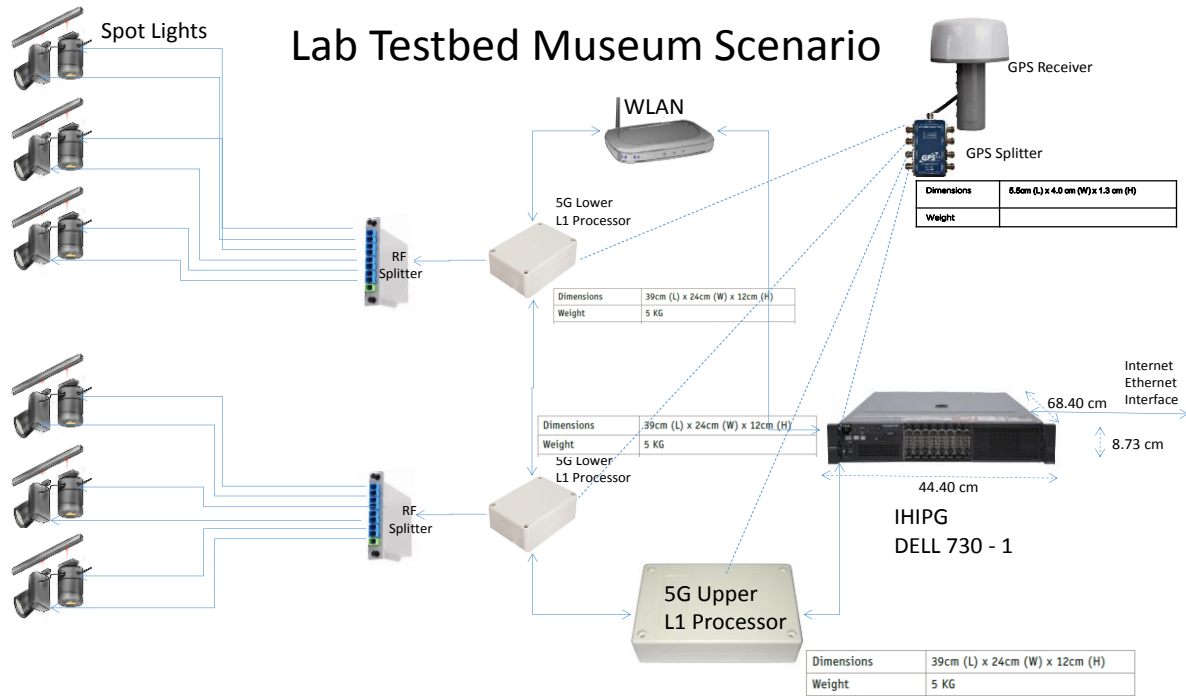 Lab Testbed Museum Scenario
Spot Lights
GPS Receiver
WLAN
GPS
GPS Splitter
Dimensions 5.5cm (L) x 4.0 cm (W) x 1.3 cm (H)
Weight
5G Lower
L1 Processor
RF
Splitter
Dimensions 39cm (L) x 24cm (W) x 12cm (H)
Weight 5 KG
Internet
Ethernet
Interface
68.40 cm
8.73 cm
44.40 cm
Dimensions 39cm (L) x 24cm (W) x 12cm (H)
Weight 5 KG
5G Lower
L1 Processor
RF
Splitter
IHIPG
DELL 730 - 1
5G Upper
L1 Processor
Dimensions 39cm (L) x 24cm (W) x 12cm (H)
Weight 5 KG